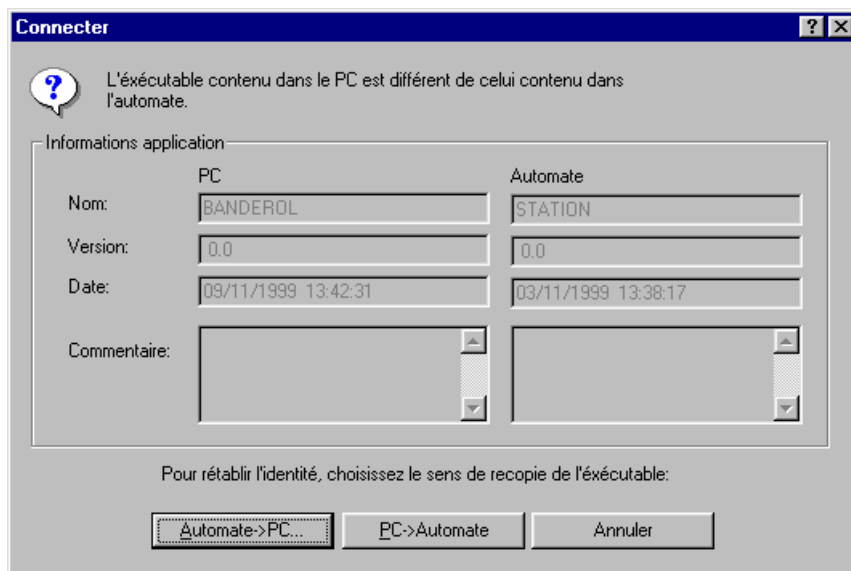 Connecter
L'éxécutable contenu dans le PC est différent de celui contenu dans
l'automate.
Informations application
PC Automate
Nom: BANDEROL STATION
Version: 0.0 0.0
Date: 09/11/1999 13:42:31 03/11/1999 13:38:17
Commentaire:
Pour rétablir l'identité, choisissez le sens de recopie de l'éxécutable:
Automate->PC... PC->Automate Annuler